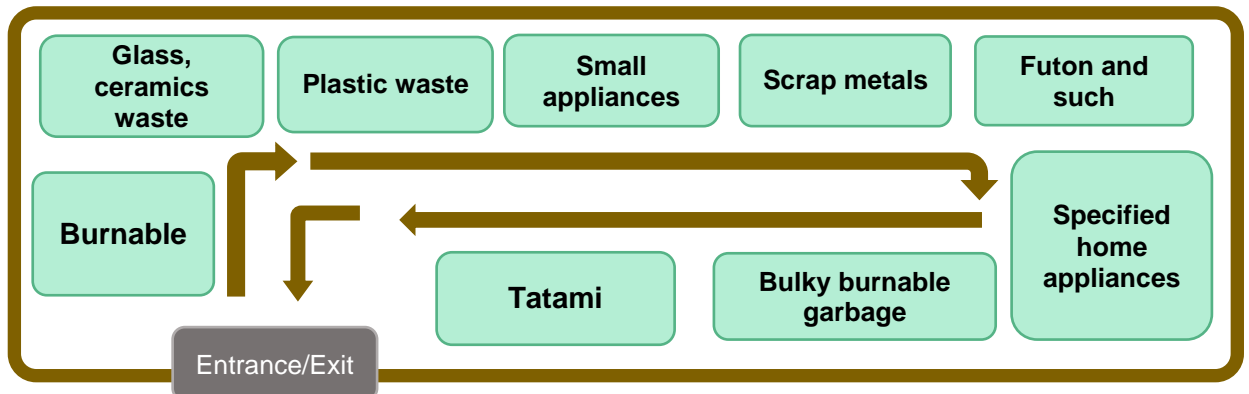 Glass,
ceramics
waste
Plastic waste
Small
appliances
Scrap metals
Futon and
such
Burnable
Specified
home
appliances
Tatami
Bulky burnable
garbage
Entrance/Exit